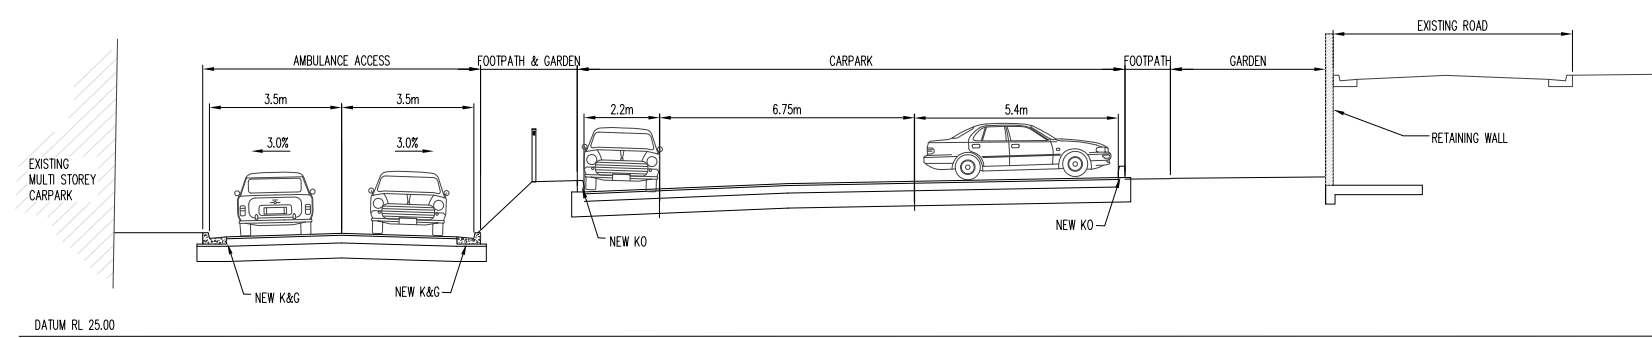 EXISTING ROAD
AMBULANCE ACCESS
FOOTPATH & GARDEN
CARPARK
FOOTPATH
GARDEN
3.5m
3.5m
2.2m
6.75m
5.4m
3.0%
3.0%
RETAINING WALL
EXISTING
MULTI STOREY
CARPARK
NEW KO
NEW KO
NEW K&G
NEW K&G
DATUM RL 25.00